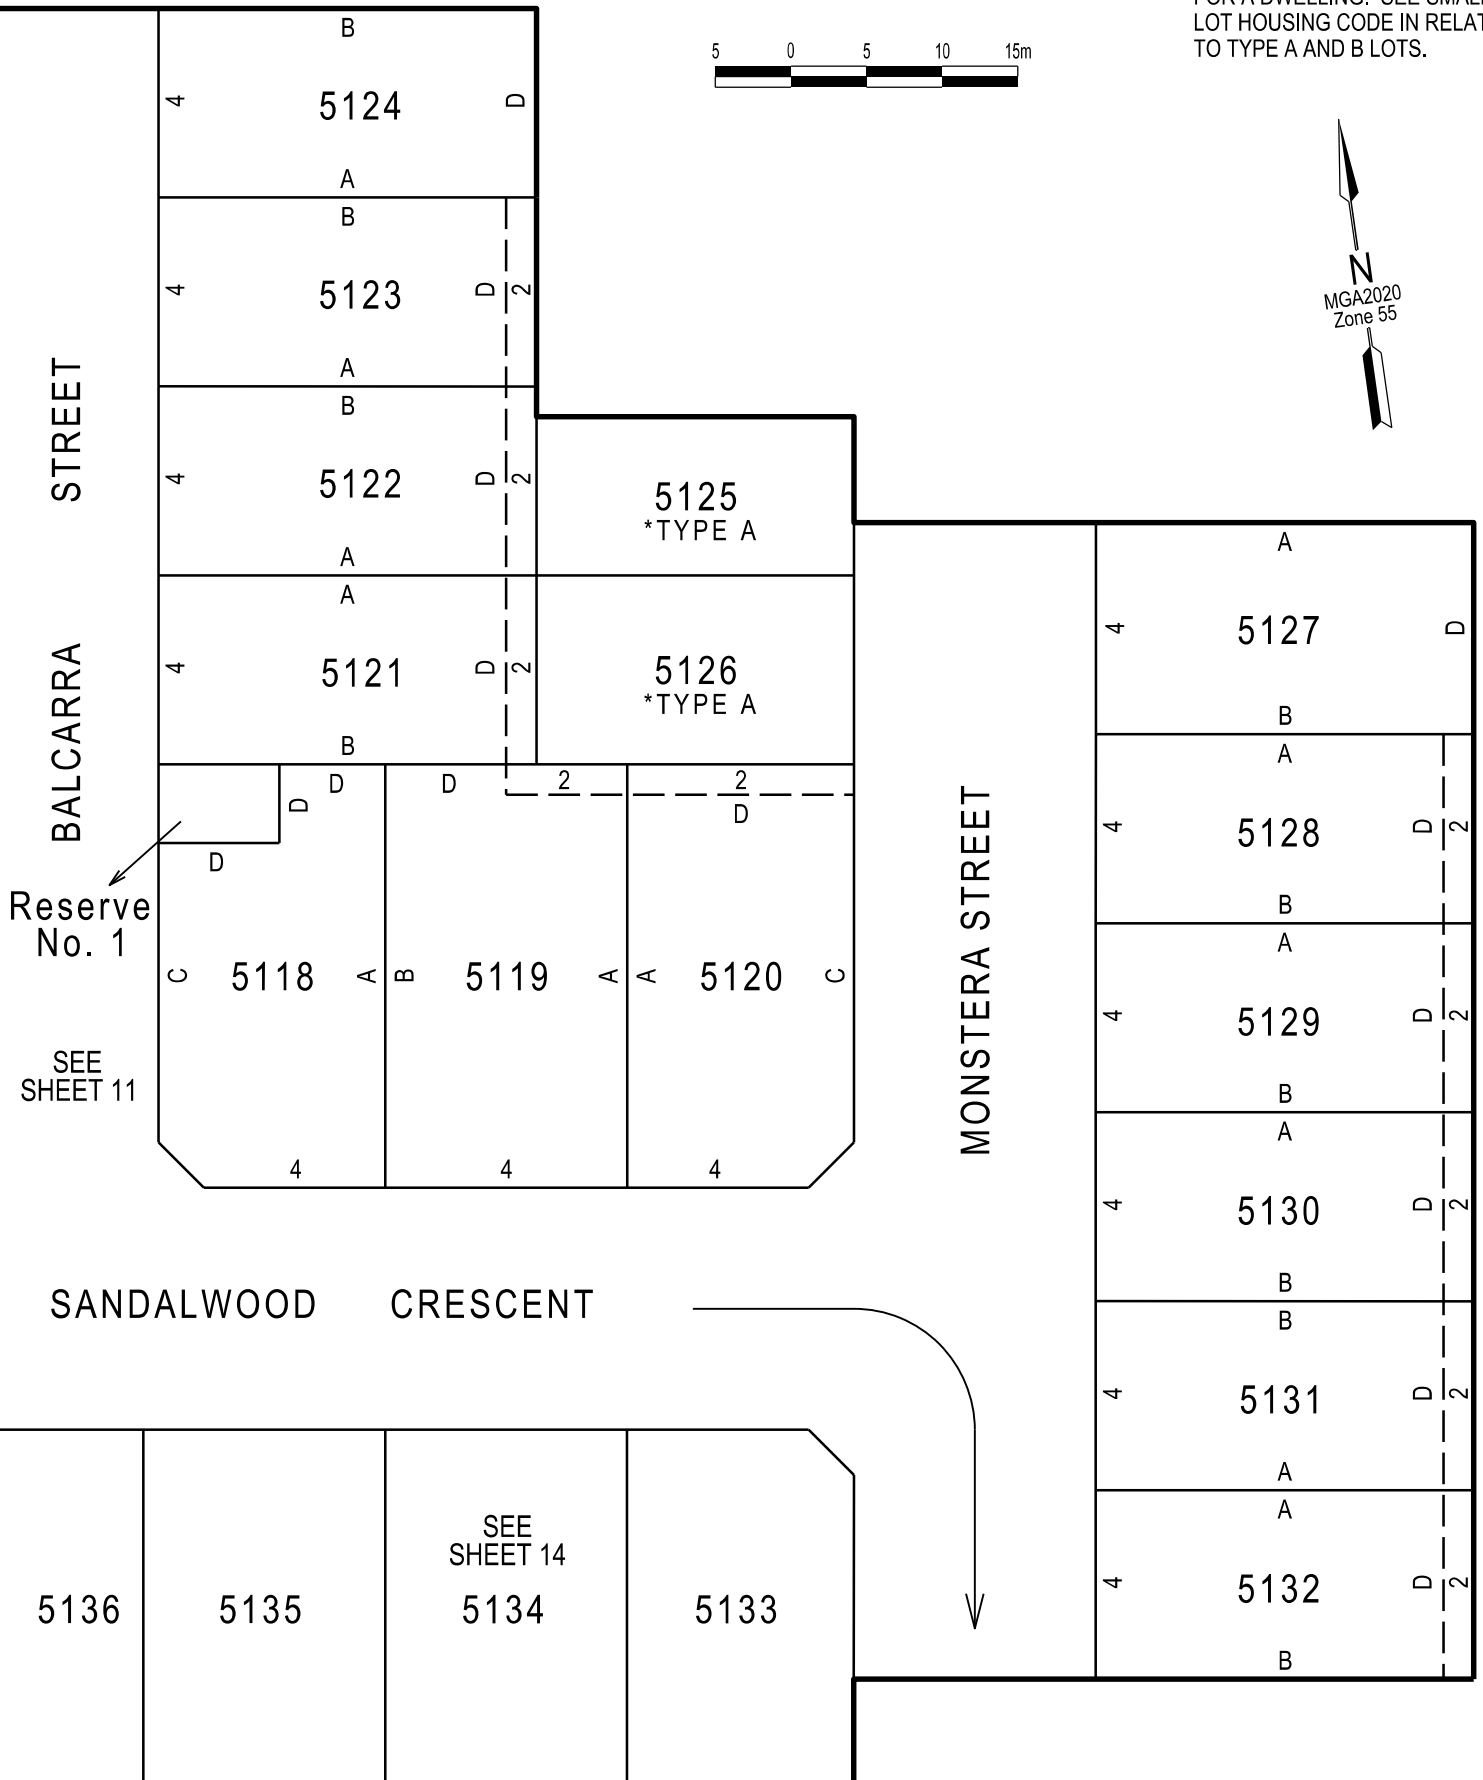 FOR A DWELLING. SEE SMALL
LOT HOUSING CODE IN RELAT
TO TYPE A AND B LOTS.
5 0 5 10 15m
N
MGA2020
Zone 55
B
4 5124 D
A
B
4 5123 D 2
A
B
4 5122 D 2
A
A
4 5121 D 2
B
5125
*TYPE A
5126
*TYPE A
STREET
BALCARRA
D D 2 2
D D
D
Reserve
No. 1
C 5118 A B 5119 A A 5120 C
4 4 4
SEE
SHEET 11
MONSTERA STREET
A
4 5127 D
B
A
4 5128 D 2
B
A
4 5129 D 2
B
A
4 5130 D 2
B
B
4 5131 D 2
A
A
4 5132 D 2
B
SANDALWOOD CRESCENT
SEE
SHEET 14
5136 5135 5134 5133